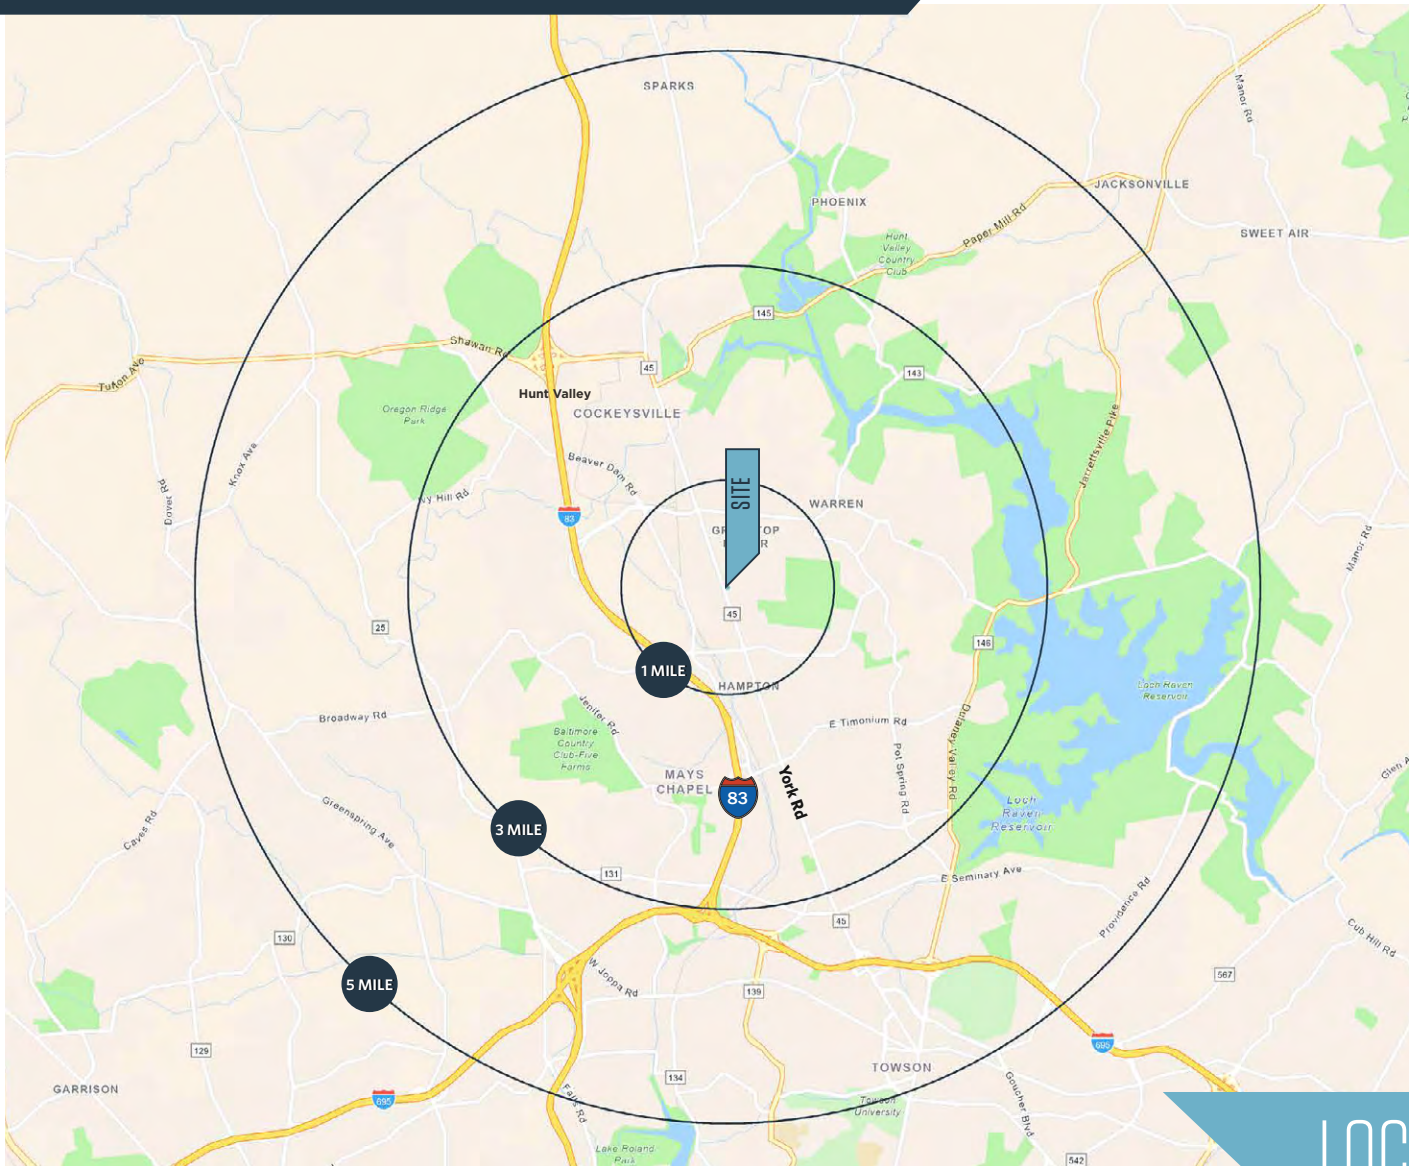 SPARKS
Manor Rd
JACKSONVILLE
PHOENIX
Paper Mill Rd
SWEET AIR
Hunt
Valley
Country
Club
145
Shawan Rd
45
143
Tufton Ave
Hunt Valley
COCKEYSVILLE
Oregon Ridge
Park
Jarrettsville Pike
Knox Ave
Beaver Dam Rd
SITE
Dover Rd
Ivy Hill Rd
WARREN
83
Manor Rd
45
25
146
1 MILE
HAMPTON
Loch Raven
Reservoir
Broadway Rd
Jenifer Rd
E Timonium Rd
Dulaney Valley Rd
Baltimore
Country
Club-Five
Farms
Pot Spring Rd
MAYS
CHAPEL
York Rd
83
Glen A
Greenspring Ave
Caves Rd
Loch
Raven
Reservoir
3 MILE
131
E Seminary Ave
Providence Rd
45
130
Cub Hill Rd
W Joppa Rd
567
5 MILE
139
695
129
TOWSON
134
GARRISON
695
Falls Rd
Goucher Blvd
Towson
University
Lake Roland
Park
542
LOC